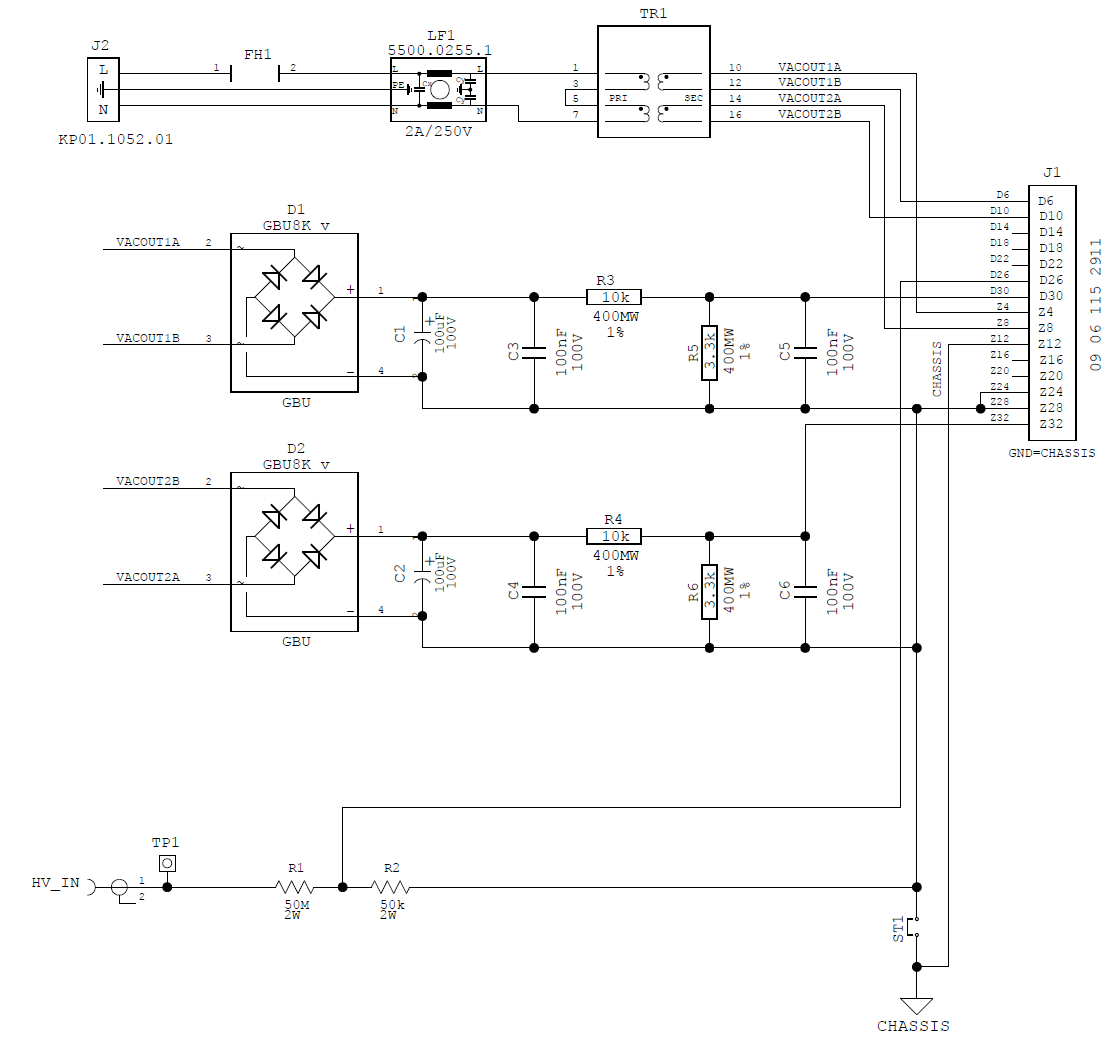 J2
L
N
KP01.1052.01
FH1
1
2
LF1
5500.0255.1
L
L
PE
Cx
Cy
Cy
N
N
2A/250V
TR1
1
3
5
7
PRI
SEC
10
12
14
16
VACOUT1A
VACOUT1B
VACOUT2A
VACOUT2B
J1
D6
D6
D10
D10
D14
D14
D18
D18
D22
D22
D26
D26
D30
D30
Z4
Z4
Z8
Z8
Z12
Z12
Z16
Z16
Z20
Z20
Z24
Z24
Z28
Z28
Z32
Z32
09 06 115 2911
GND=CHASSIS
CHASSIS
D1
GBU8K v
VACOUT1A
2
~
VACOUT1B
3
~
+
1
-
4
GBU
C1
+
100uF
100V
C3
100nF
100V
R3
10k
400MW
1%
R5
3.3k
400MW
1%
C5
100nF
100V
D2
GBU8K v
VACOUT2B
2
~
VACOUT2A
3
~
+
1
-
4
GBU
C2
+
100uF
100V
C4
100nF
100V
R4
10k
400MW
1%
R6
3.3k
400MW
1%
C6
100nF
100V
TP1
HV_IN
1
2
R1
50M
2W
R2
50k
2W
ST1
CHASSIS